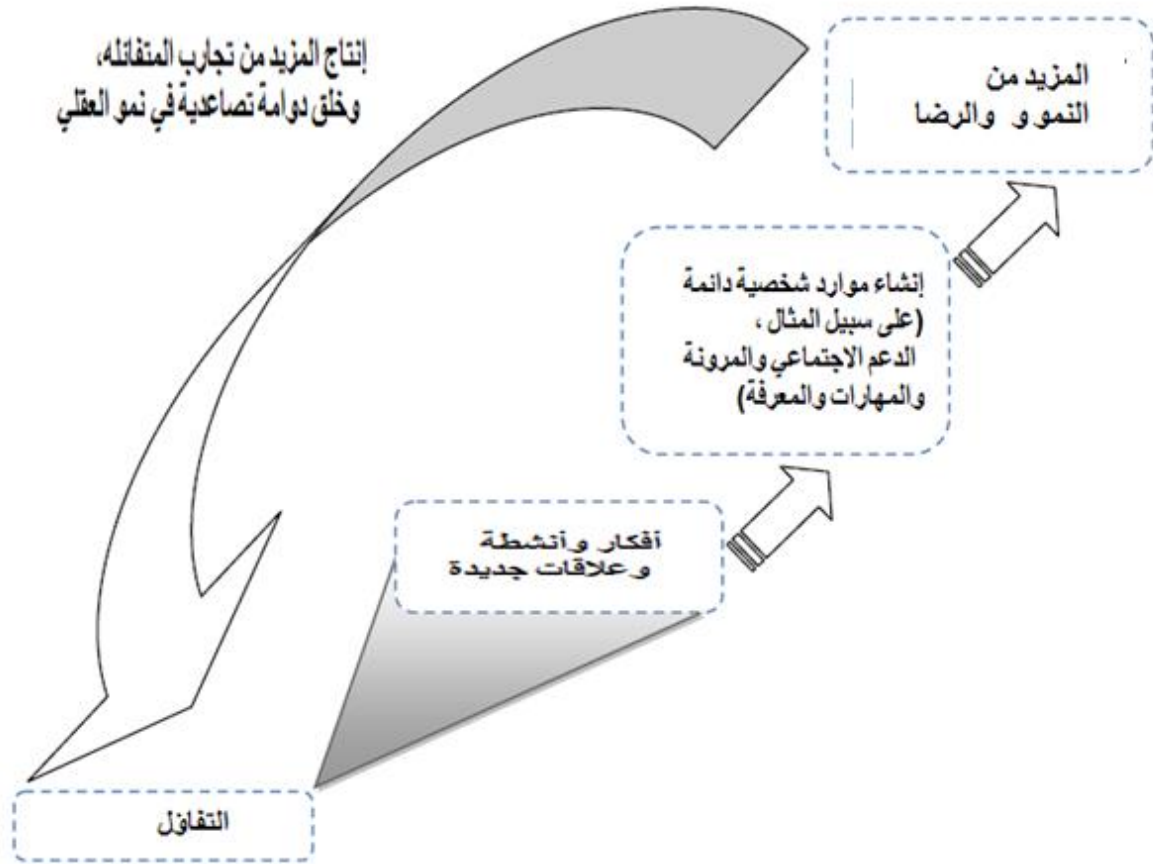 إنتاج المزيد من تجارب المتفائله،
وخلق دوامة تصاعدية في نمو العقلي
المزيد من
النمو و والرضا
إنشاء موارد شخصية دائمة
(على سبيل المثال ،
الدعم الاجتماعي والمرونة
والمهارات والمعرفة)
أفكار وأنشطة
وعلاقات جديدة
التفاؤل